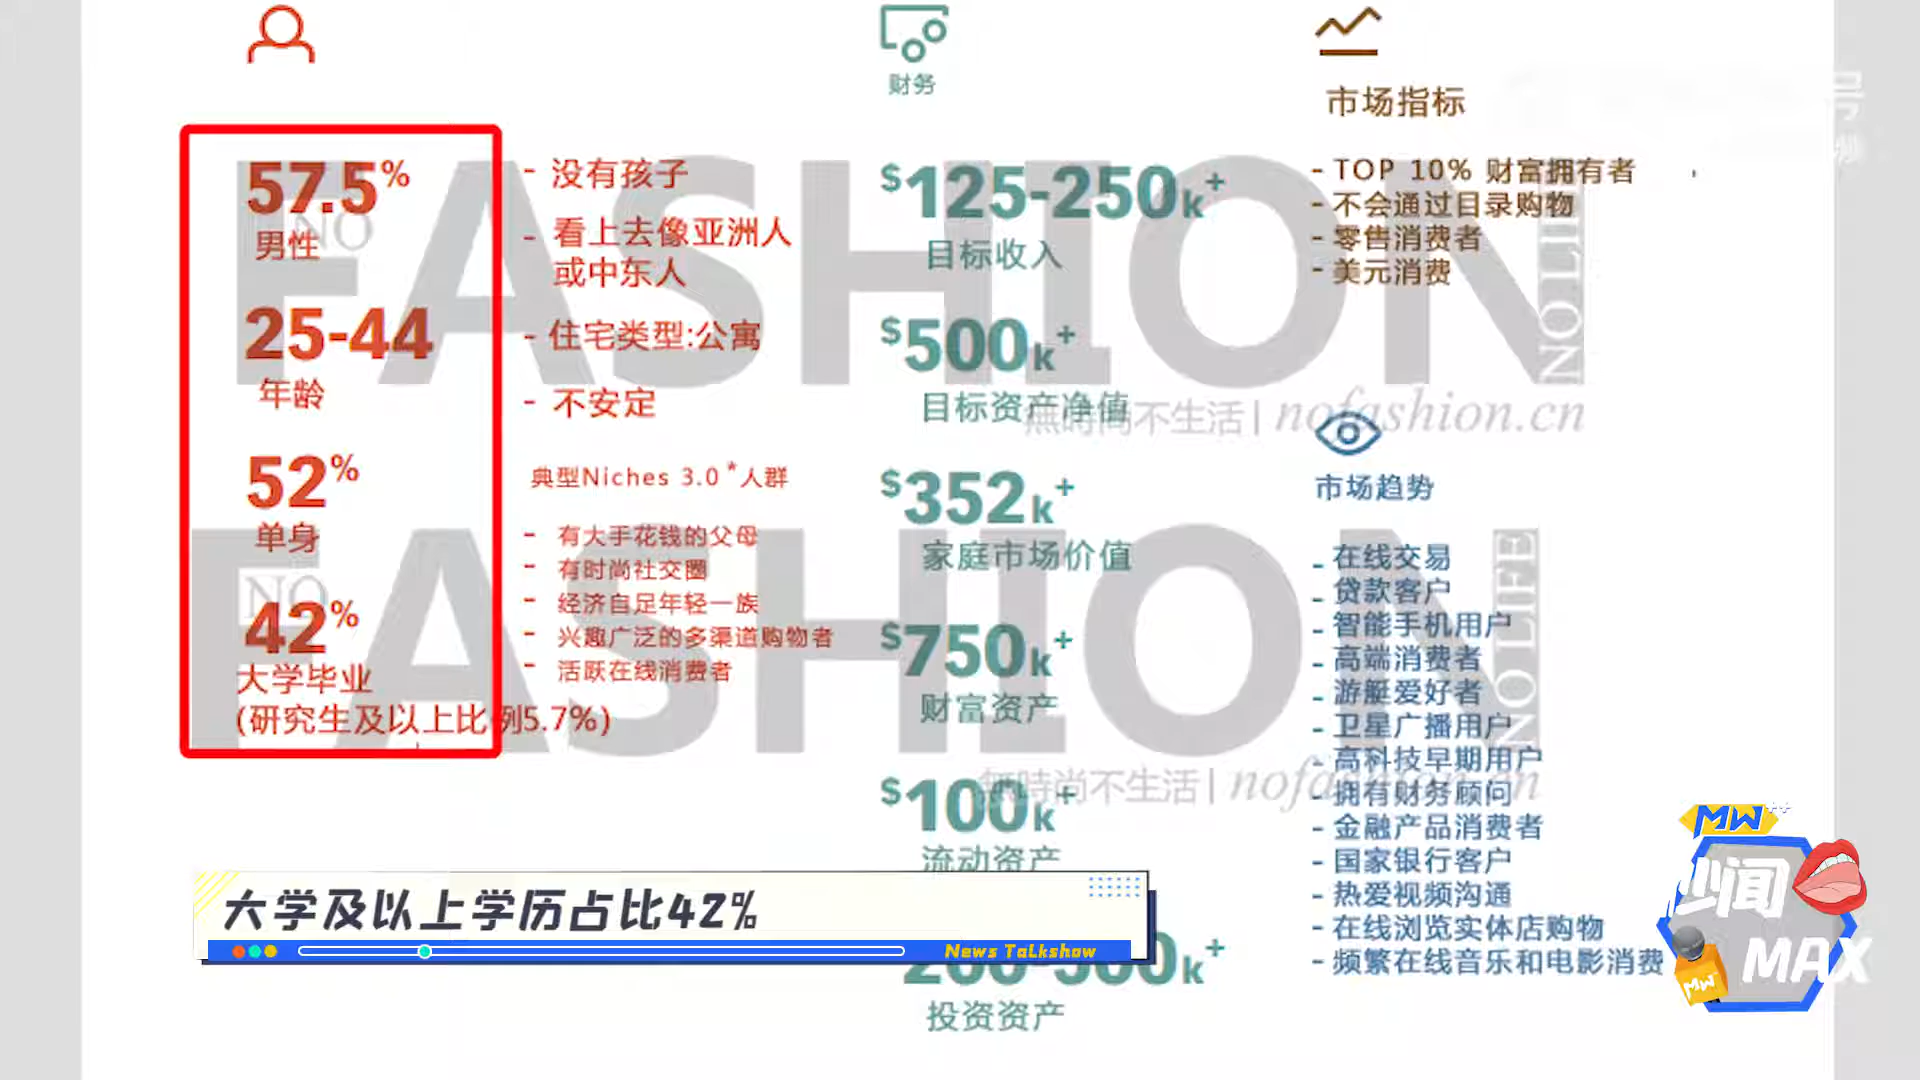 57.5%
男性
25-44
年龄
52%
单身
42%
大学毕业
(研究生及以上比例5.7%)
- 没有孩子
- 看上去像亚洲人
或中东人
- 住宅类型:公寓
- 不安定
典型Niches 3.0*人群
- 有大手花钱的父母
- 有时尚社交圈
- 经济自足年轻一族
- 兴趣广泛的多渠道购物者
- 活跃在线消费者
财务
$125-250k+
目标收入
$500k+
目标资产净值
$352k+
家庭市场价值
$750k+
财富资产
$100k+
流动资产
k+
投资资产
市场指标
- TOP 10% 财富拥有者
- 不会通过目录购物
- 零售消费者
- 美元消费
市场趋势
- 在线交易
- 贷款客户
- 智能手机用户
- 高端消费者
- 游艇爱好者
- 卫星广播用户
- 高科技早期用户
- 拥有财务顾问
- 金融产品消费者
- 国家银行客户
- 热爱视频沟通
- 在线浏览实体店购物
- 频繁在线音乐和电影消费
NO
FASHION
NO LIFE
無時尚不生活 | nofashion.cn
NO
FASHION
NO LIFE
無時尚不生活 | nofashion.cn
大学及以上学历占比42%
News Talkshow
MW
闻
MAX
MW